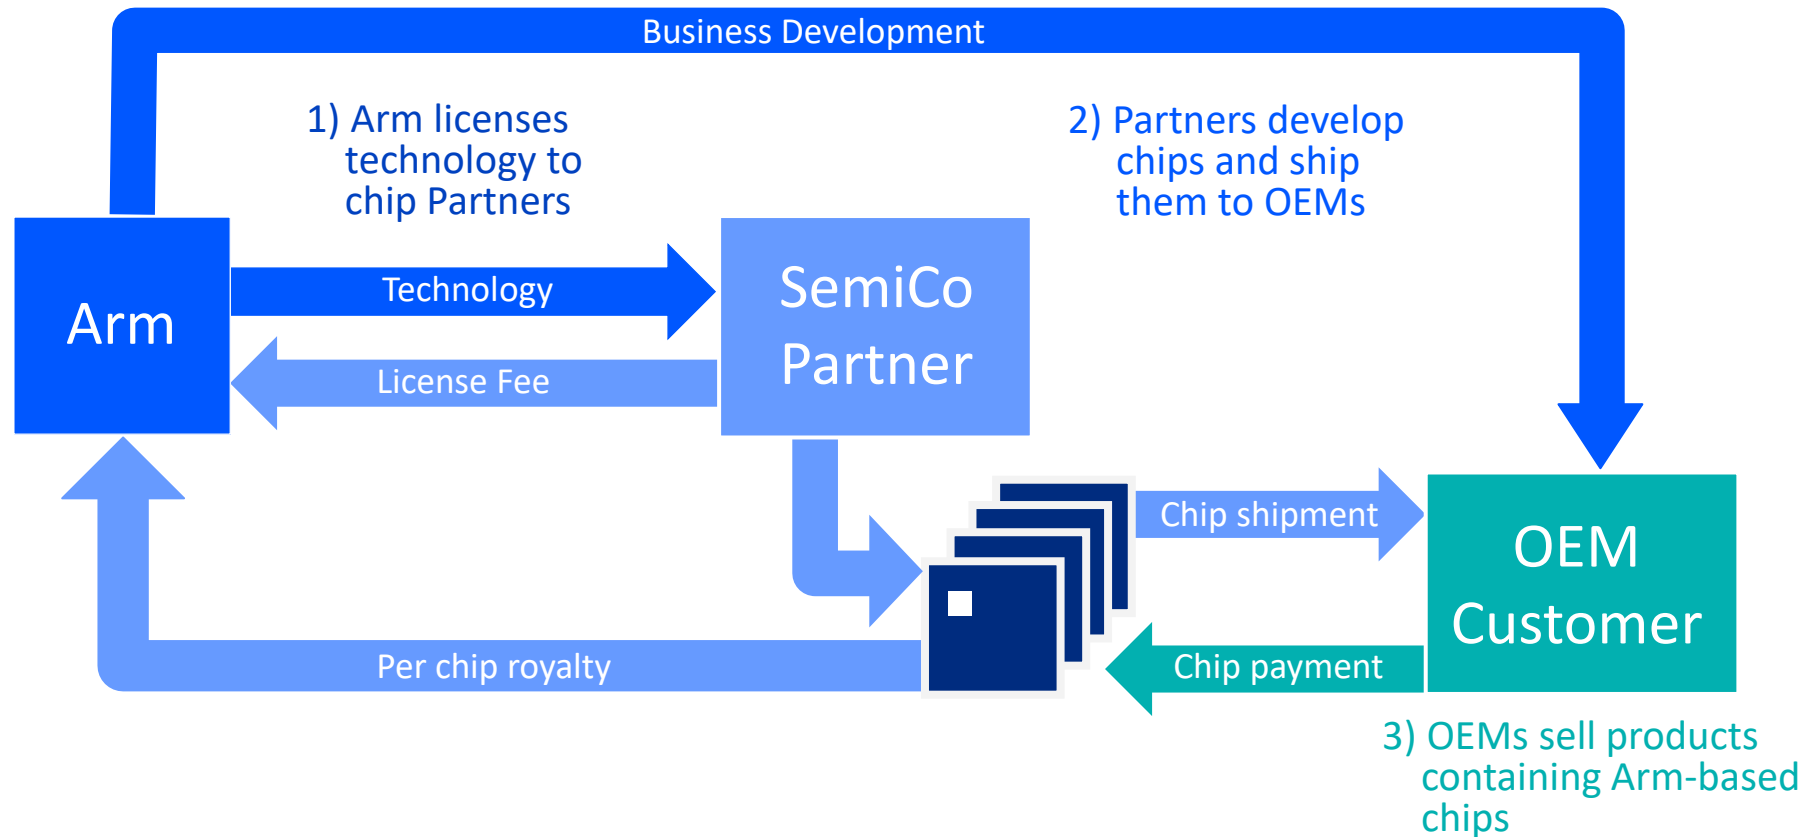 Business Development
1) Arm licenses
technology to
chip Partners
2) Partners develop
chips and ship
them to OEMs
Arm
Technology
License Fee
SemiCo
Partner
Chip shipment
OEM
Customer
Per chip royalty
Chip payment
3) OEMs sell products
containing Arm-based
chips